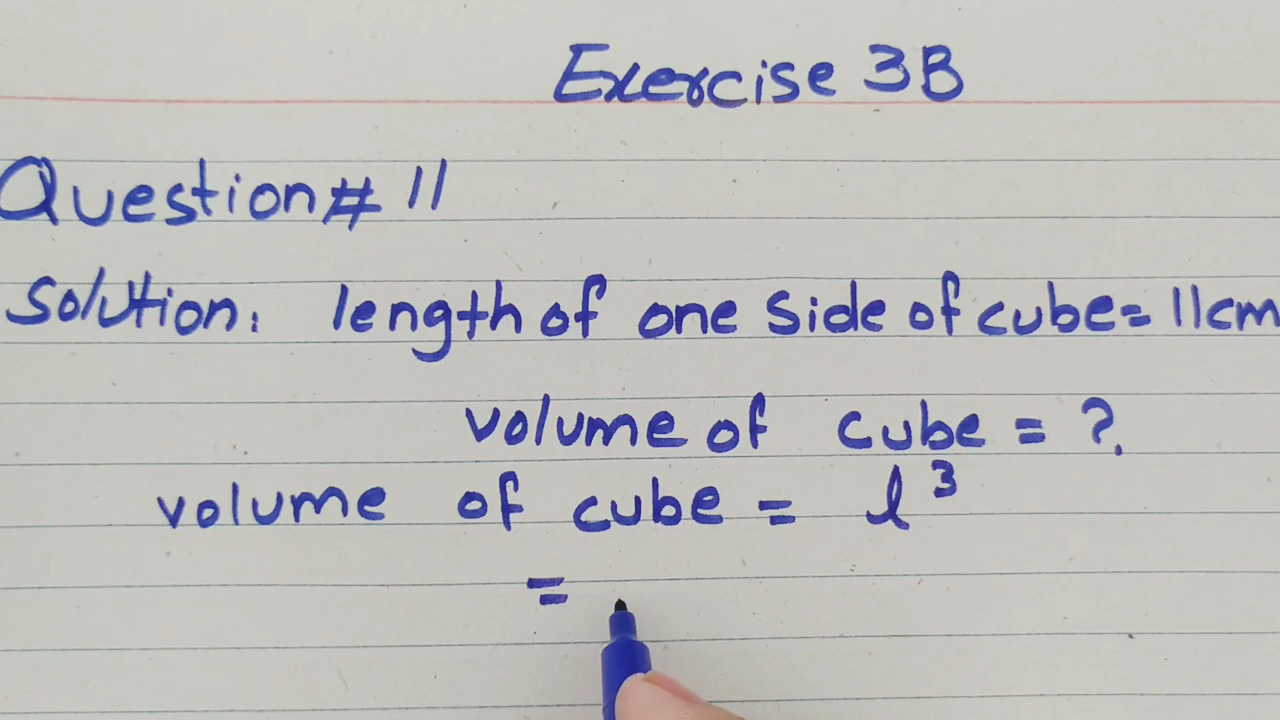 Exercise 3B
Question# 11
Solution: length of one side of cube= 11cm
volume of cube = ?.
volume of cube = l³
=